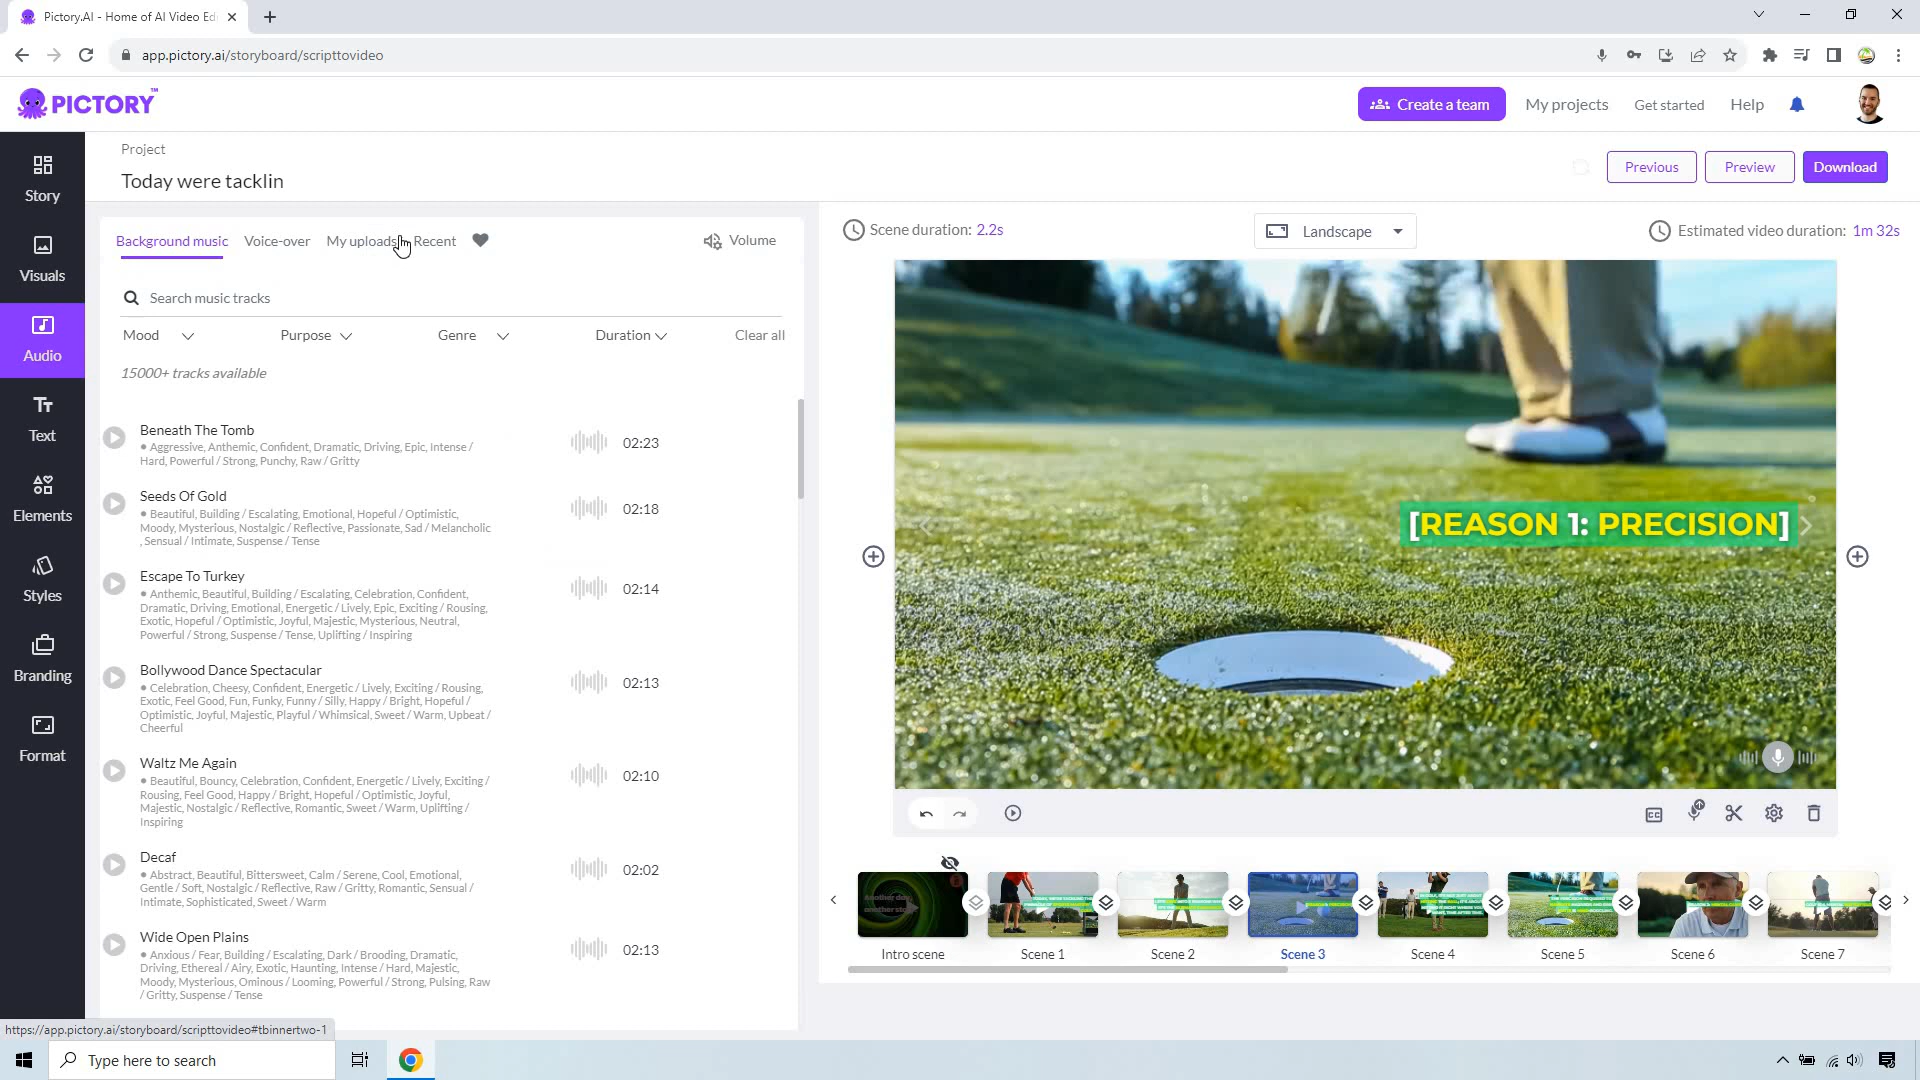 Pictory.AI - Home of AI Video Edi
app.pictory.ai/storyboard/scripttovideo
PICTORY™
Create a team
My projects
Get started
Help
Project
Today were tacklin
Previous
Preview
Download
Story
Visuals
Audio
Text
Elements
Styles
Branding
Format
Background music
Voice-over
My uploads
Recent
Volume
Search music tracks
Mood
Purpose
Genre
Duration
Clear all
15000+ tracks available
Beneath The Tomb
• Aggressive, Anthemic, Confident, Dramatic, Driving, Epic, Intense /
Hard, Powerful / Strong, Punchy, Raw / Gritty
02:23
Seeds Of Gold
• Beautiful, Building / Escalating, Emotional, Hopeful / Optimistic,
Moody, Mysterious, Nostalgic / Reflective, Passionate, Sad / Melancholic
, Sensual / Intimate, Suspense / Tense
02:18
Escape To Turkey
• Anthemic, Beautiful, Building / Escalating, Celebration, Confident,
Dramatic, Driving, Emotional, Energetic / Lively, Epic, Exciting / Rousing,
Exotic, Hopeful / Optimistic, Joyful, Majestic, Mysterious, Neutral,
Powerful / Strong, Suspense / Tense, Uplifting / Inspiring
02:14
Bollywood Dance Spectacular
• Celebration, Cheesy, Confident, Energetic / Lively, Exciting / Rousing,
Exotic, Feel Good, Fun, Funky, Funny / Silly, Happy / Bright, Hopeful /
Optimistic, Joyful, Majestic, Playful / Whimsical, Sweet / Warm, Upbeat /
Cheerful
02:13
Waltz Me Again
• Beautiful, Bouncy, Celebration, Confident, Energetic / Lively, Exciting /
Rousing, Feel Good, Happy / Bright, Hopeful / Optimistic, Joyful,
Majestic, Nostalgic / Reflective, Romantic, Sweet / Warm, Uplifting /
Inspiring
02:10
Decaf
• Abstract, Beautiful, Bittersweet, Calm / Serene, Cool, Emotional,
Gentle / Soft, Nostalgic / Reflective, Raw / Gritty, Romantic, Sensual /
Intimate, Sophisticated, Sweet / Warm
02:02
Wide Open Plains
• Anxious / Fear, Building / Escalating, Dark / Brooding, Dramatic,
Driving, Ethereal / Airy, Exotic, Haunting, Intense / Hard, Majestic,
Moody, Mysterious, Ominous / Looming, Powerful / Strong, Pulsing, Raw
/ Gritty, Suspense / Tense
02:13
Scene duration: 2.2s
Landscape
Estimated video duration: 1m 32s
[REASON 1: PRECISION]
CC
Another day,
another sto
Intro scene
Scene 1
Scene 2
Scene 3
Scene 4
Scene 5
Scene 6
Scene 7
https://app.pictory.ai/storyboard/scripttovideo#tbinnertwo-1
Type here to search